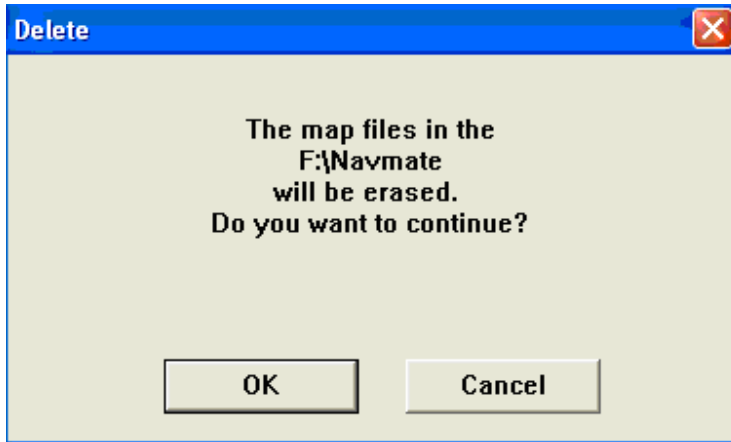 Delete
The map files in the
F:\Navmate
will be erased.
Do you want to continue?
OK
Cancel